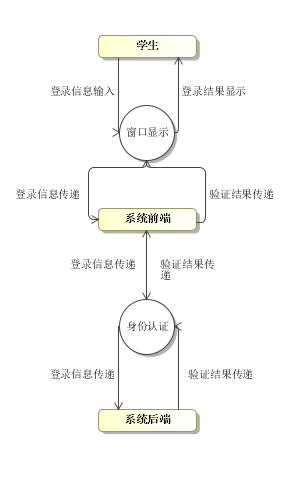 学生
登录信息输入
登录结果显示
窗口显示
登录信息传递
验证结果传递
系统前端
登录信息传递
验证结果传
递
身份认证
登录信息传递
验证结果传递
系统后端